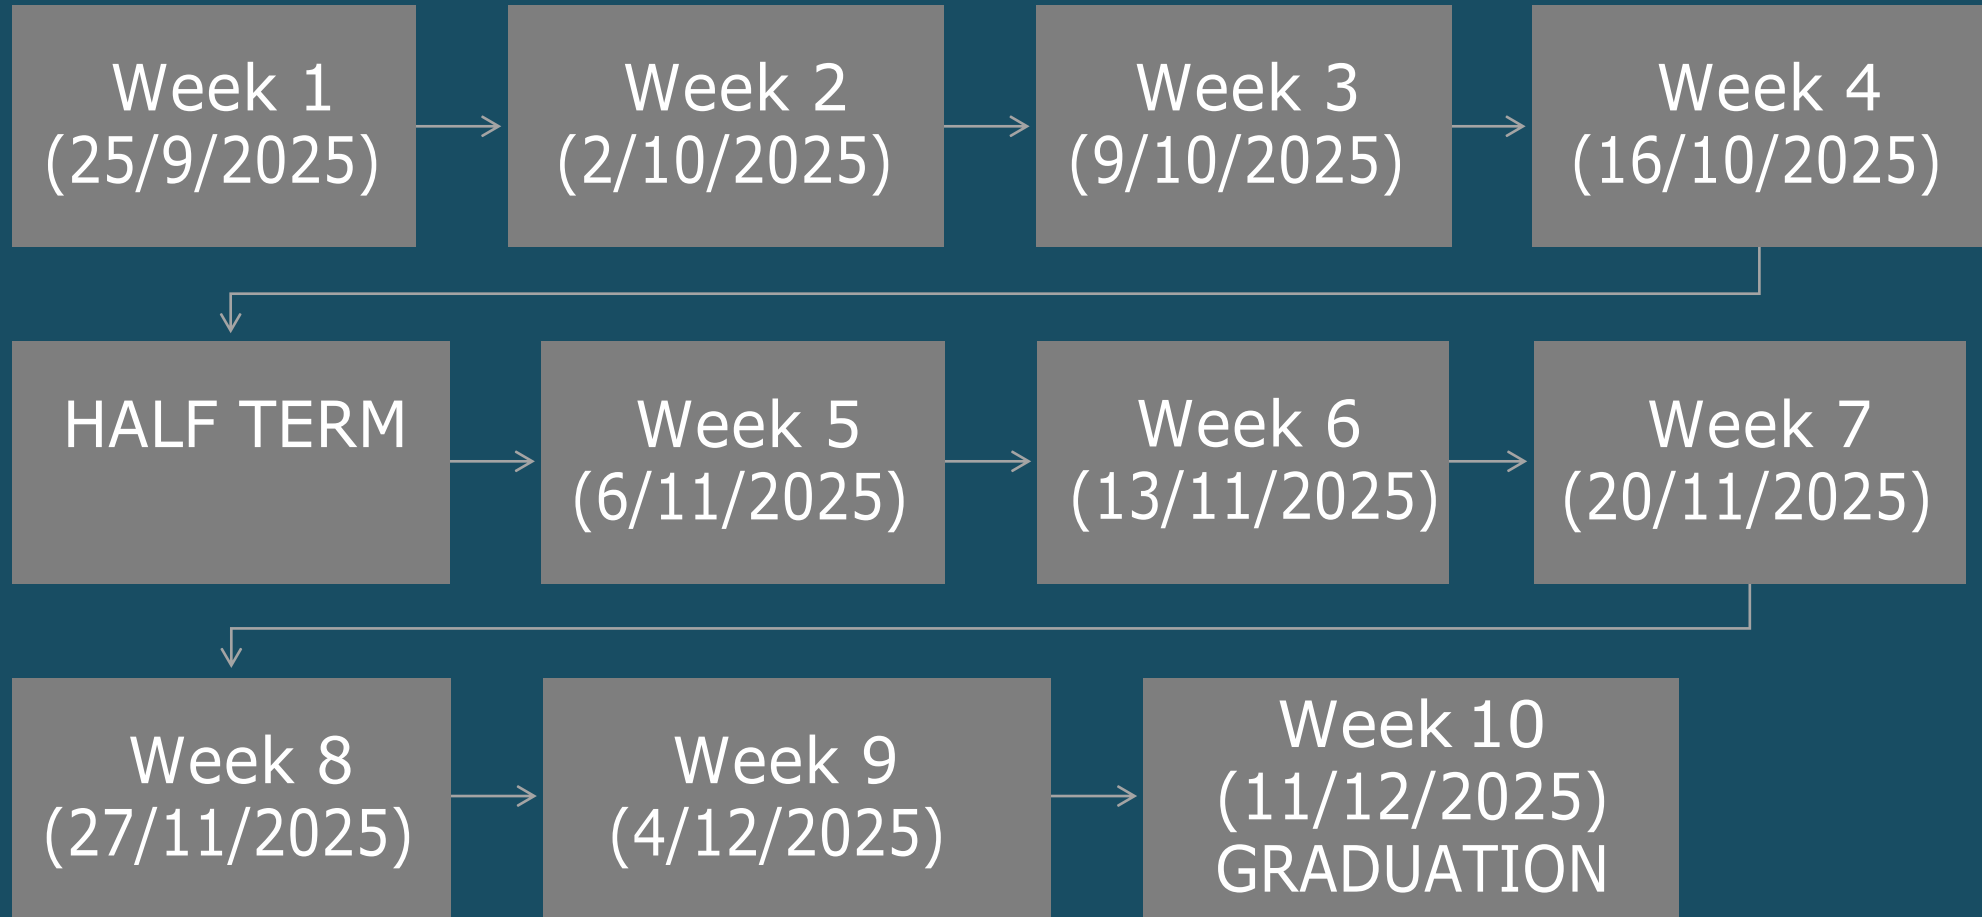 Week 1
(25/9/2025)
Week 2
(2/10/2025)
Week 3
(9/10/2025)
Week 4
(16/10/2025)
HALF TERM
Week 5
(6/11/2025)
Week 6
(13/11/2025)
Week 7
(20/11/2025)
Week 8
(27/11/2025)
Week 9
(4/12/2025)
Week 10
(11/12/2025)
GRADUATION